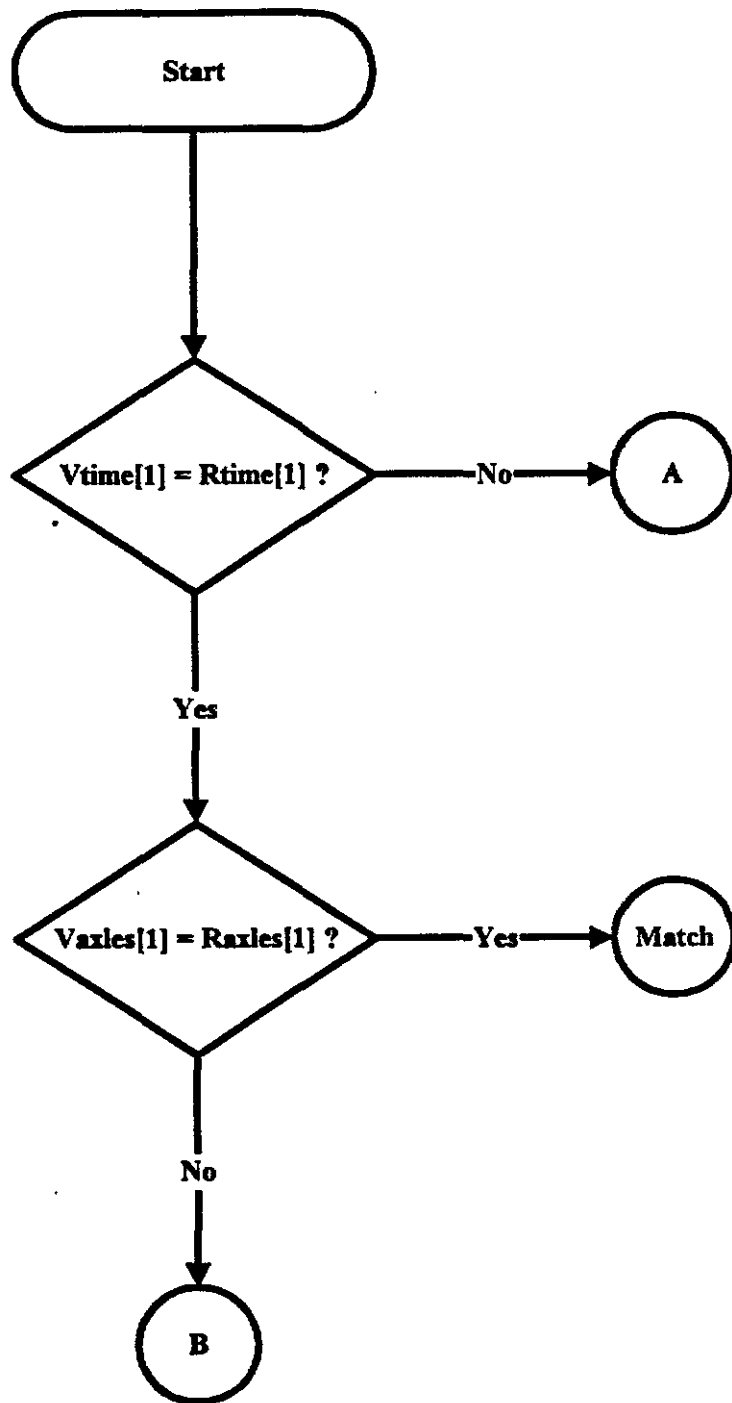 Start
Vtime[1] = Rtime[1] ?
No
A
Yes
Vaxles[1] = Raxles[1] ?
Yes
Match
No
B